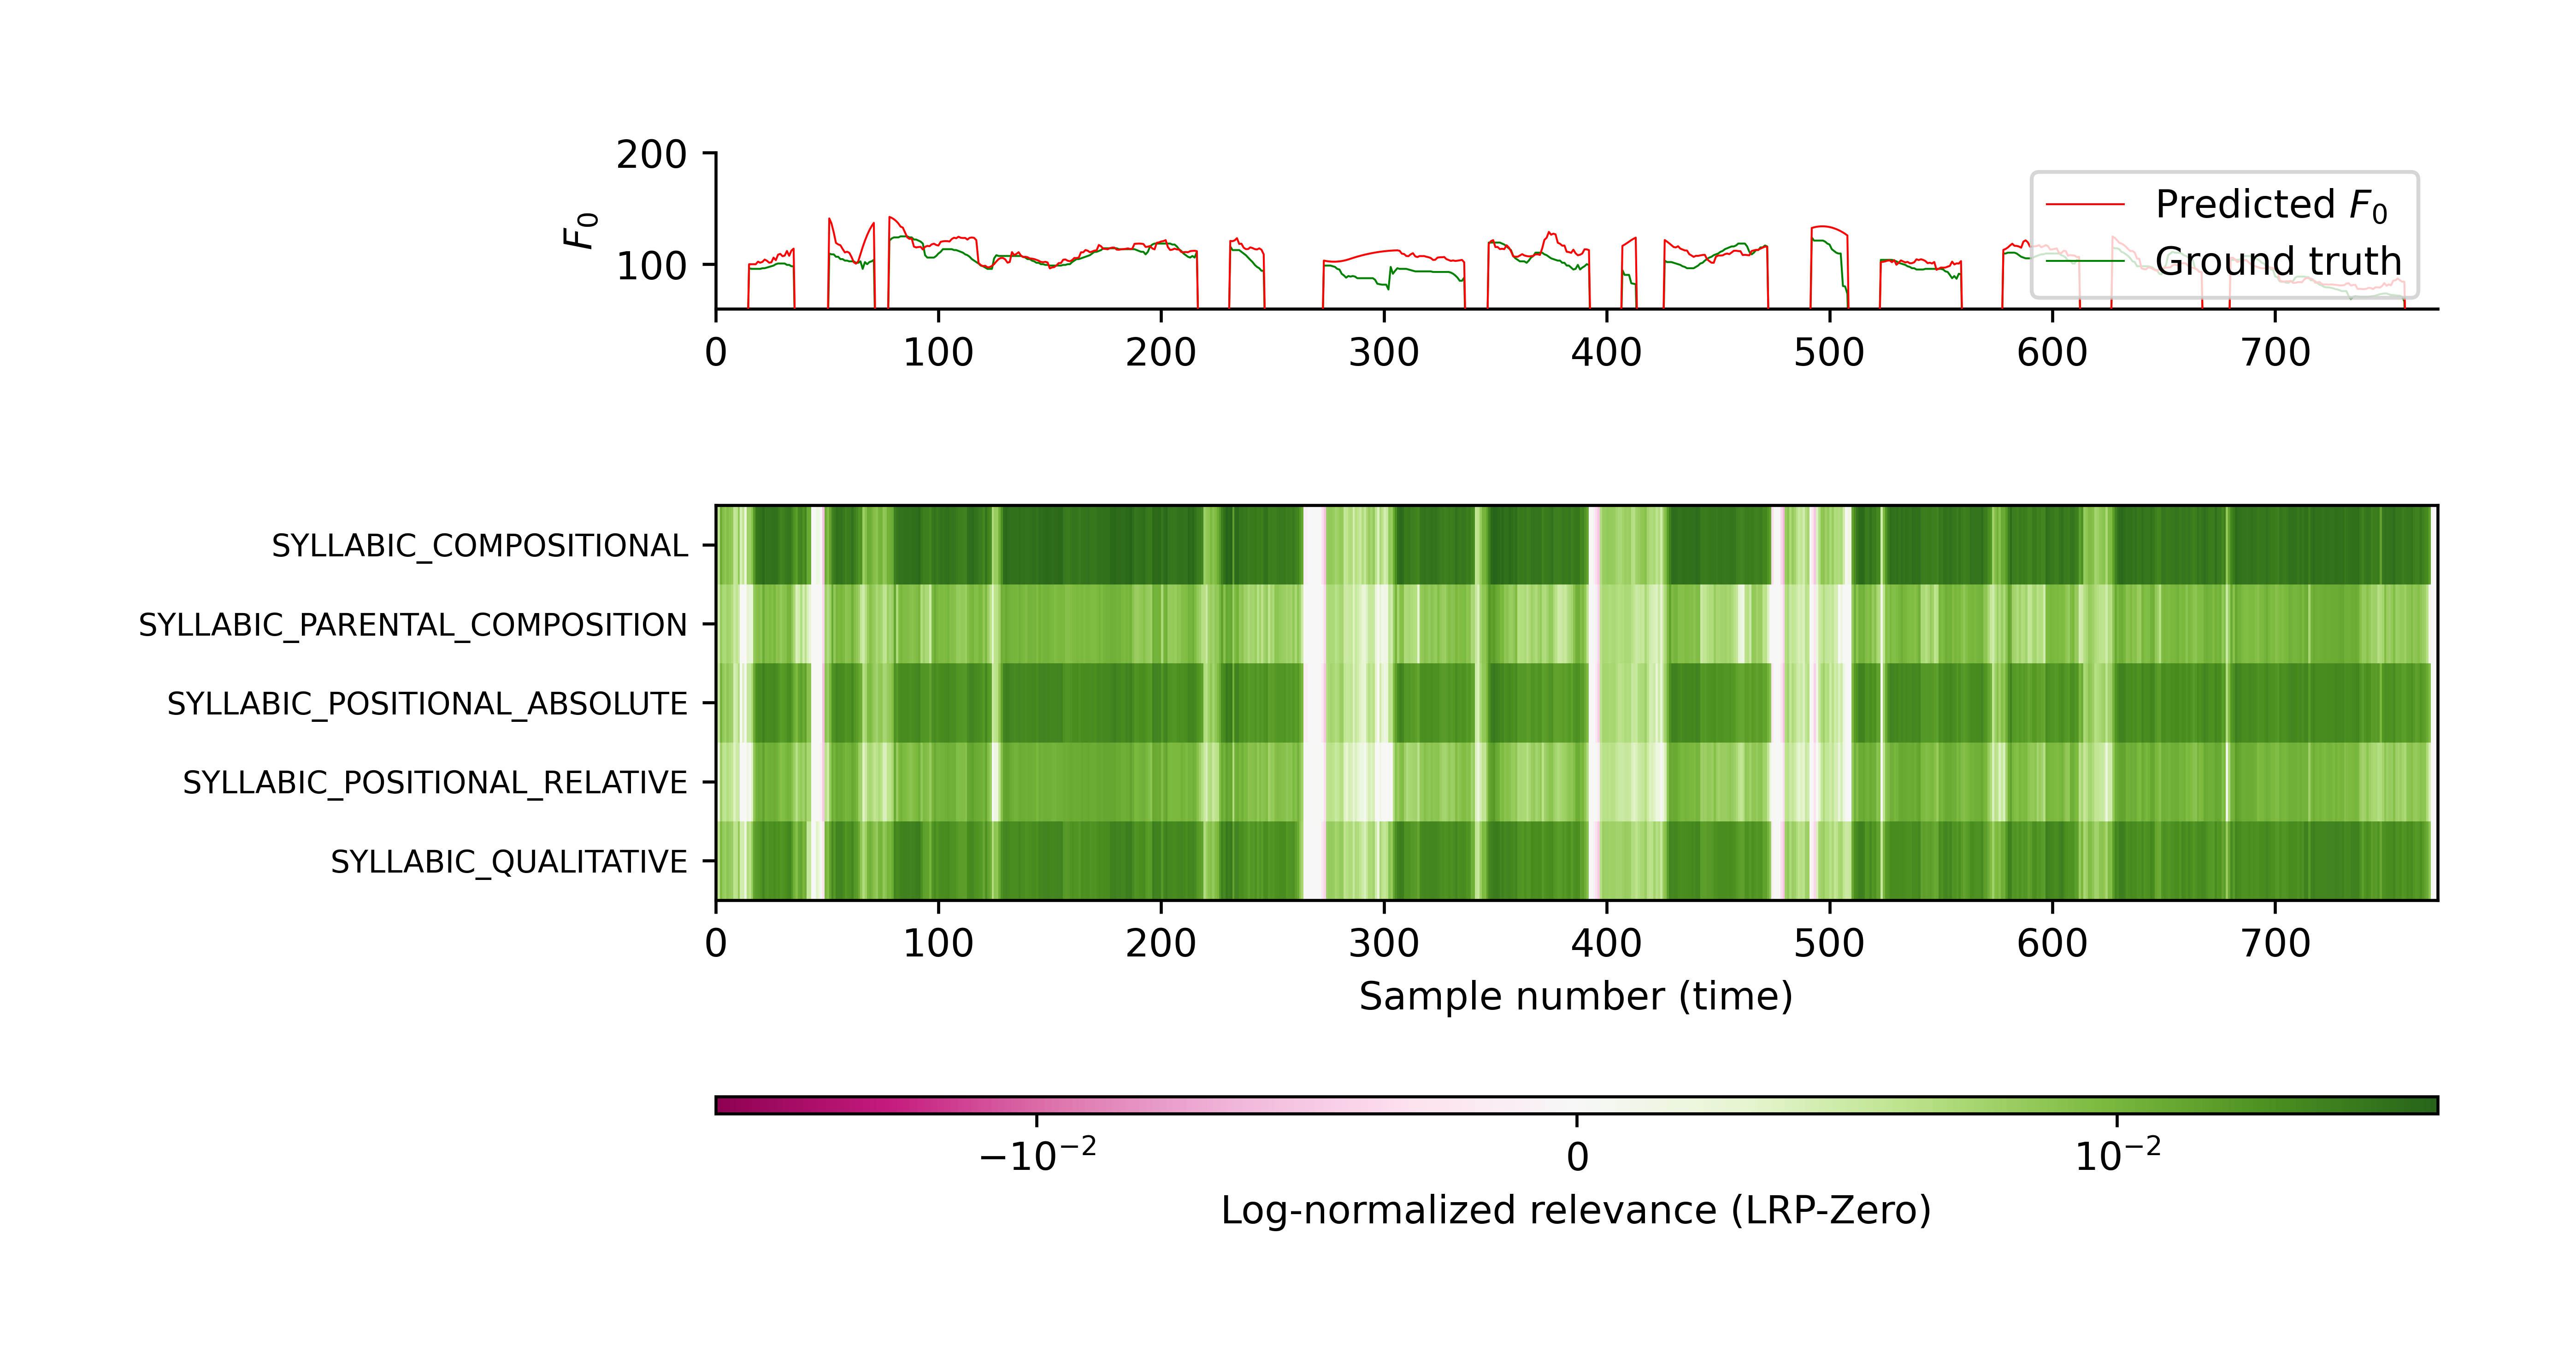 200
100
F₀
Predicted F₀
Ground truth
0 100 200 300 400 500 600 700
SYLLABIC_COMPOSITIONAL
SYLLABIC_PARENTAL_COMPOSITION
SYLLABIC_POSITIONAL_ABSOLUTE
SYLLABIC_POSITIONAL_RELATIVE
SYLLABIC_QUALITATIVE
0 100 200 300 400 500 600 700
Sample number (time)
−10⁻² 0 10⁻²
Log-normalized relevance (LRP-Zero)